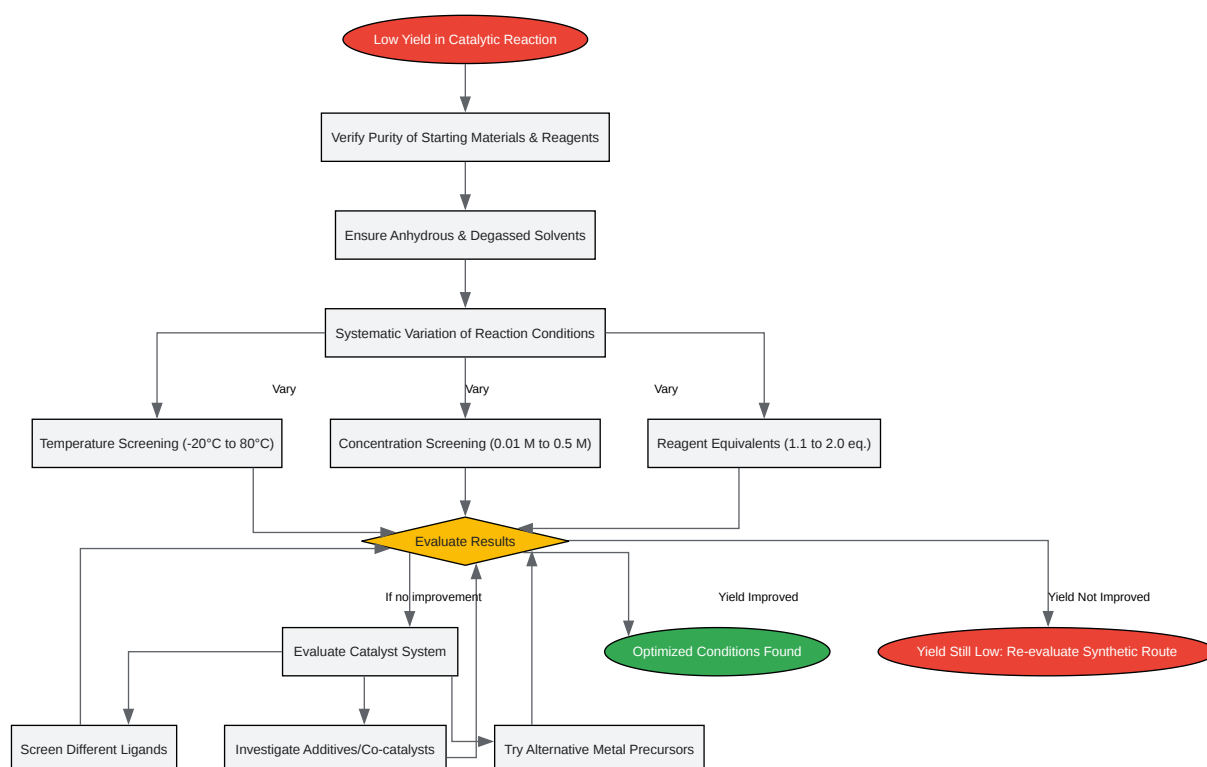 Low Yield in Catalytic Reaction
Verify Purity of Starting Materials & Reagents
Ensure Anhydrous & Degassed Solvents
Systematic Variation of Reaction Conditions
Vary
Vary
Vary
Temperature Screening (-20°C to 80°C)
Concentration Screening (0.01 M to 0.5 M)
Reagent Equivalents (1.1 to 2.0 eq.)
Evaluate Results
If no improvement
Yield Improved
Yield Not Improved
Evaluate Catalyst System
Optimized Conditions Found
Yield Still Low: Re-evaluate Synthetic Route
Screen Different Ligands
Investigate Additives/Co-catalysts
Try Alternative Metal Precursors